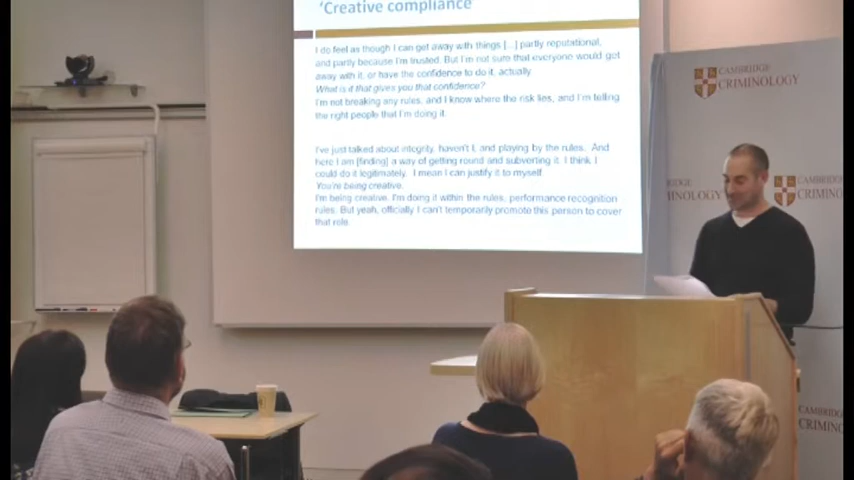 'Creative compliance
I do feel as though I can get away with things [...] partly reputational,
and partly because I'm trusted. But I'm not sure that everyone would get
away with it, or have the confidence to do it, actually.
What is it that gives you that confidence?
I'm not breaking any rules, and I know where the risk lies, and I'm telling
the right people that I'm doing it.
I've just talked about integrity, haven't I, and playing by the rules. And
here I am [finding] a way of getting round and subverting it. I think I
could do it legitimately. I mean I can justify it to myself.
You're being creative.
I'm being creative. I'm doing it within the rules, performance recognition
rules. But yeah, officially I can't temporarily promote this person to cover
that role.
CAMBRIDGE
CRIMINOLOGY
RIDGE
INOLOGY
CAMBRIDG
CRIMINO
CAMBRIDG
CRIMIN